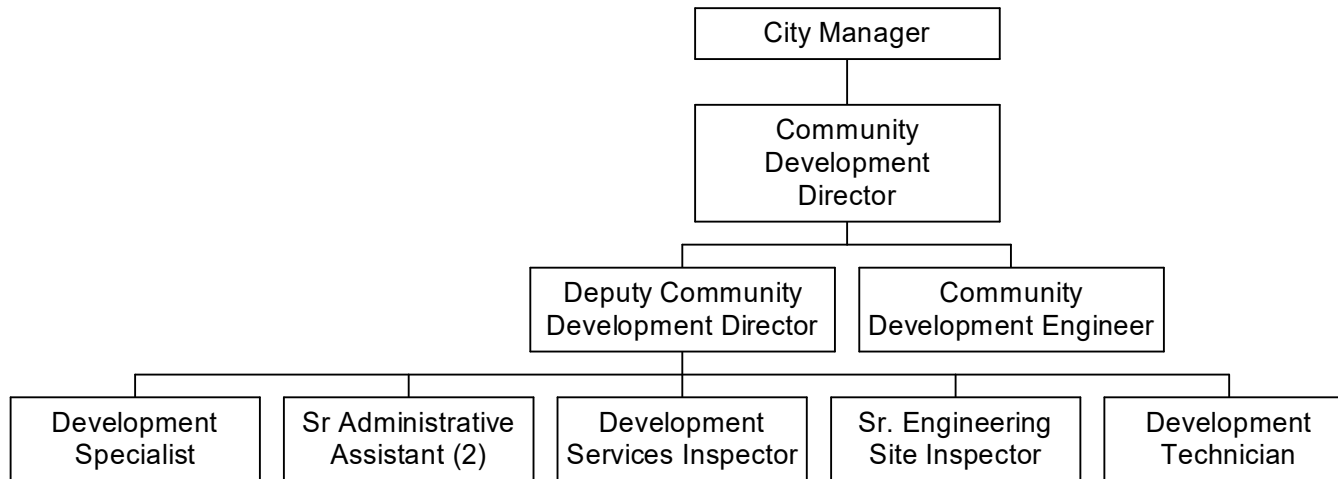 City Manager
Community
Development
Director
Deputy Community
Development Director
Community
Development Engineer
Development
Specialist
Sr Administrative
Assistant (2)
Development
Services Inspector
Sr. Engineering
Site Inspector
Development
Technician